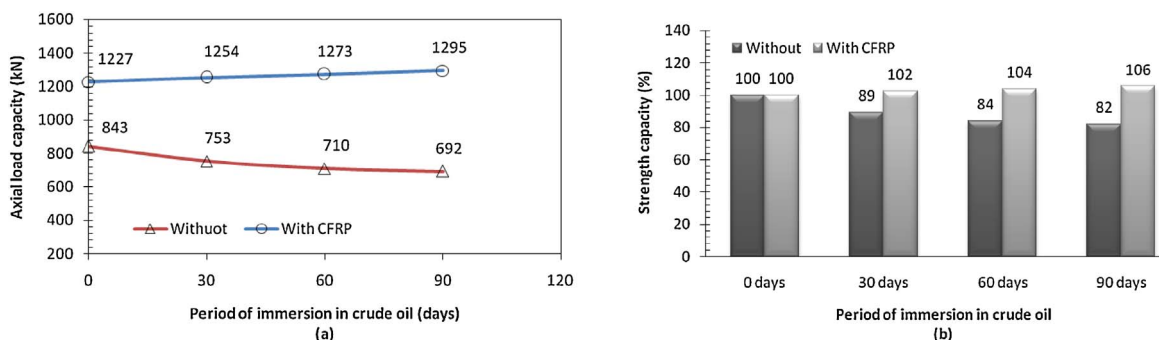 1600
1400
1200
1000
800
600
400
200
Axial load capacity (kN)
1227 1254 1273 1295
843 753 710 692
Withuot With CFRP
0 30 60 90 120
Period of immersion in crude oil (days)
(a)
140
120
100
80
60
40
20
0
Strength capacity (%)
Without With CFRP
100 100 89 102 84 104 82 106
0 days 30 days 60 days 90 days
Period of immersion in crude oil
(b)